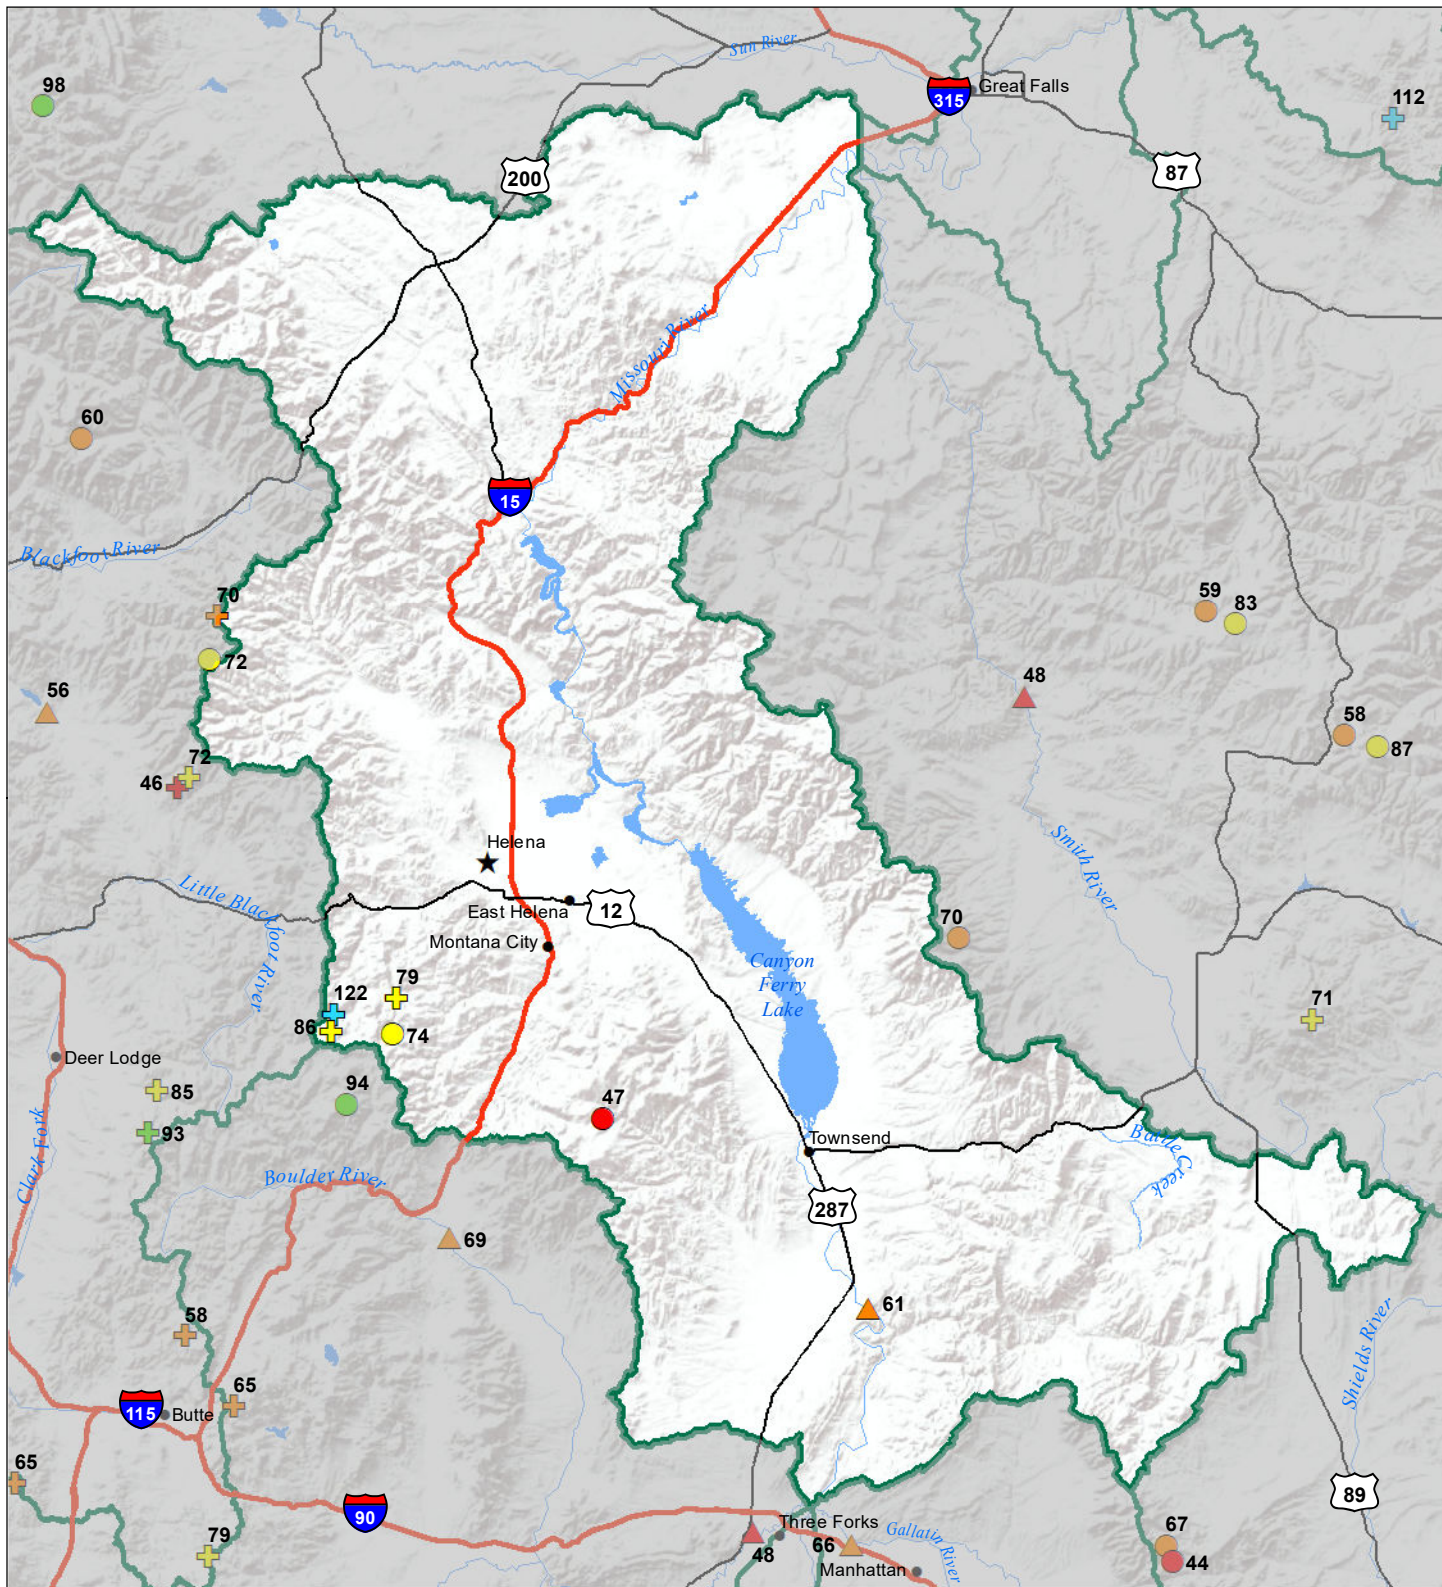 Sun River
98
Great Falls
315
112
200
87
Missouri River
60
15
Blackfoot River
70
59
83
72
56
48
58
87
72
46
Helena
Smith River
Little Blackfoot River
East Helena
12
Montana City
70
Canyon
Ferry
Lake
79
122
71
86
74
Deer Lodge
85
94
47
93
Townsend
Battle Creek
Clark Fork
Boulder River
287
69
61
58
Shields River
65
115
Butte
65
89
90
Three Forks
67
48
66
Gallatin River
79
44
Manhattan